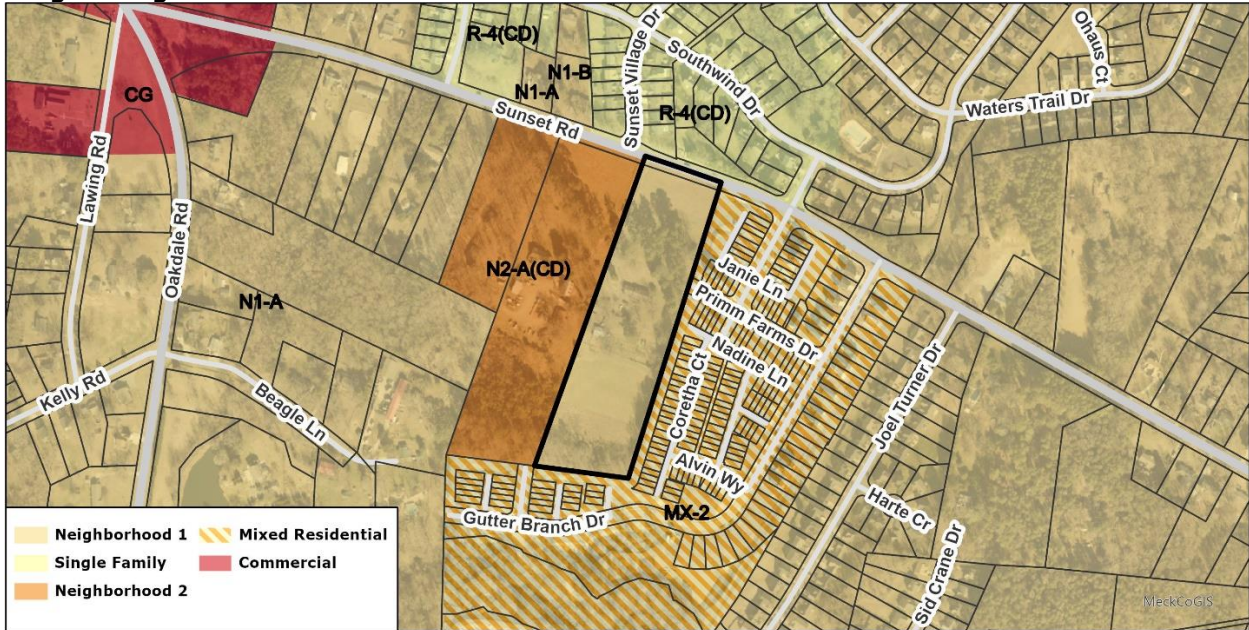 R-4(CD)
N1-B
N1-A
Sunset Rd
Sunset Village Dr
Southwind Dr
R-4(CD)
Ohaus Ct
Waters Trail Dr
CG
Lawing Rd
Oakdale Rd
N2-A(CD)
N1-A
Janie Ln
Primm Farms Dr
Nadine Ln
Coretha Ct
Kelly Rd
Beagle Ln
Joel Turner Dr
Alvin Wy
MX-2
Harte Cr
Gutter Branch Dr
Sid Crane Dr
Neighborhood 1
Mixed Residential
Single Family
Commercial
Neighborhood 2
MeckCoGIS